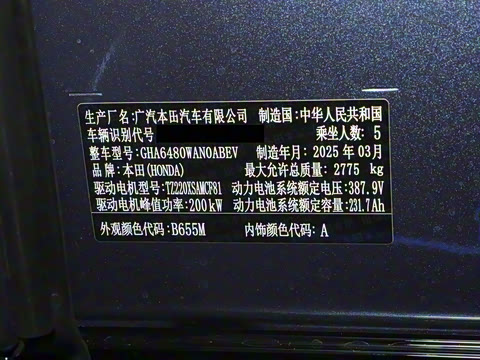 生产厂名:广汽本田汽车有限公司 制造国:中华人民共和国
车辆识别代号 乘坐人数: 5
整车型号:GHA6480WAN0ABEV 制造年月:2025 年 03月
品牌:本田(HONDA) 最大允许总质量: 2775 kg
驱动电机型号:TZ220XSAMCF81 动力电池系统额定电压:387.9V
驱动电机峰值功率:200kW 动力电池系统额定容量:231.7Ah
外观颜色代码:B655M 内饰颜色代码: A